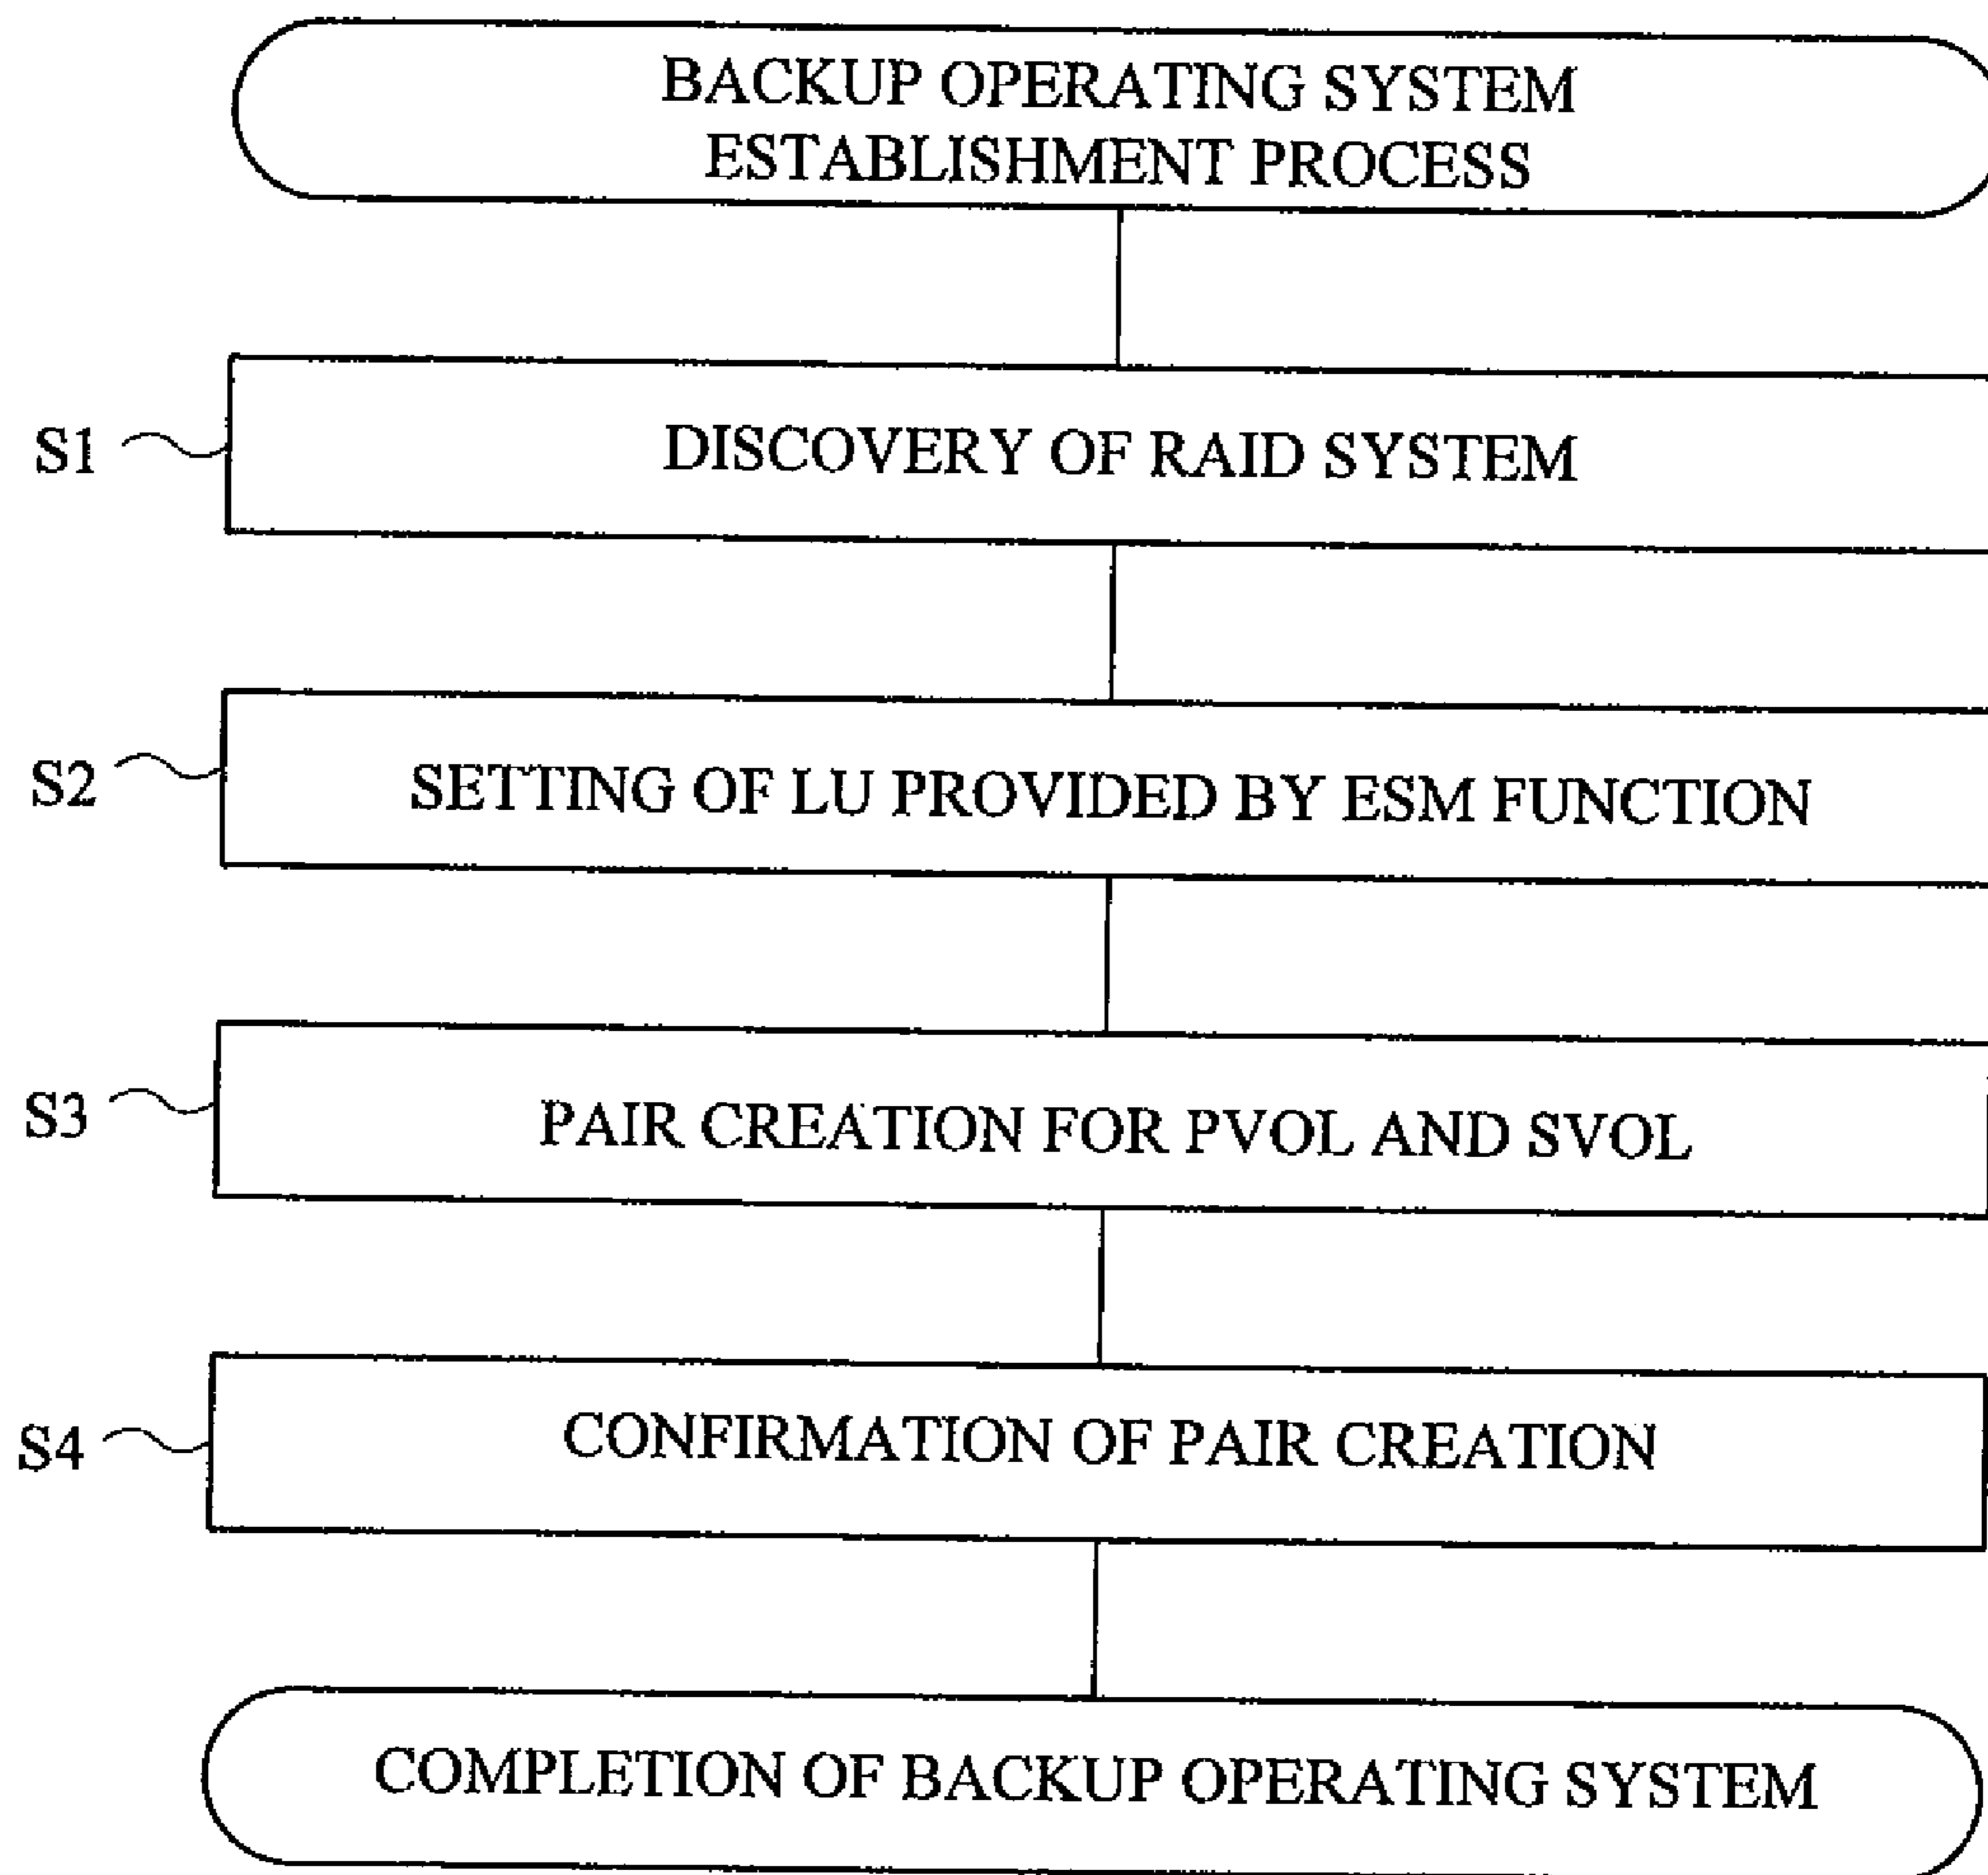 BACKUP OPERATING SYSTEM
ESTABLISHMENT PROCESS
S1
DISCOVERY OF RAID SYSTEM
S2
SETTING OF LU PROVIDED BY ESM FUNCTION
S3
PAIR CREATION FOR PVOL AND SVOL
S4
CONFIRMATION OF PAIR CREATION
COMPLETION OF BACKUP OPERATING SYSTEM